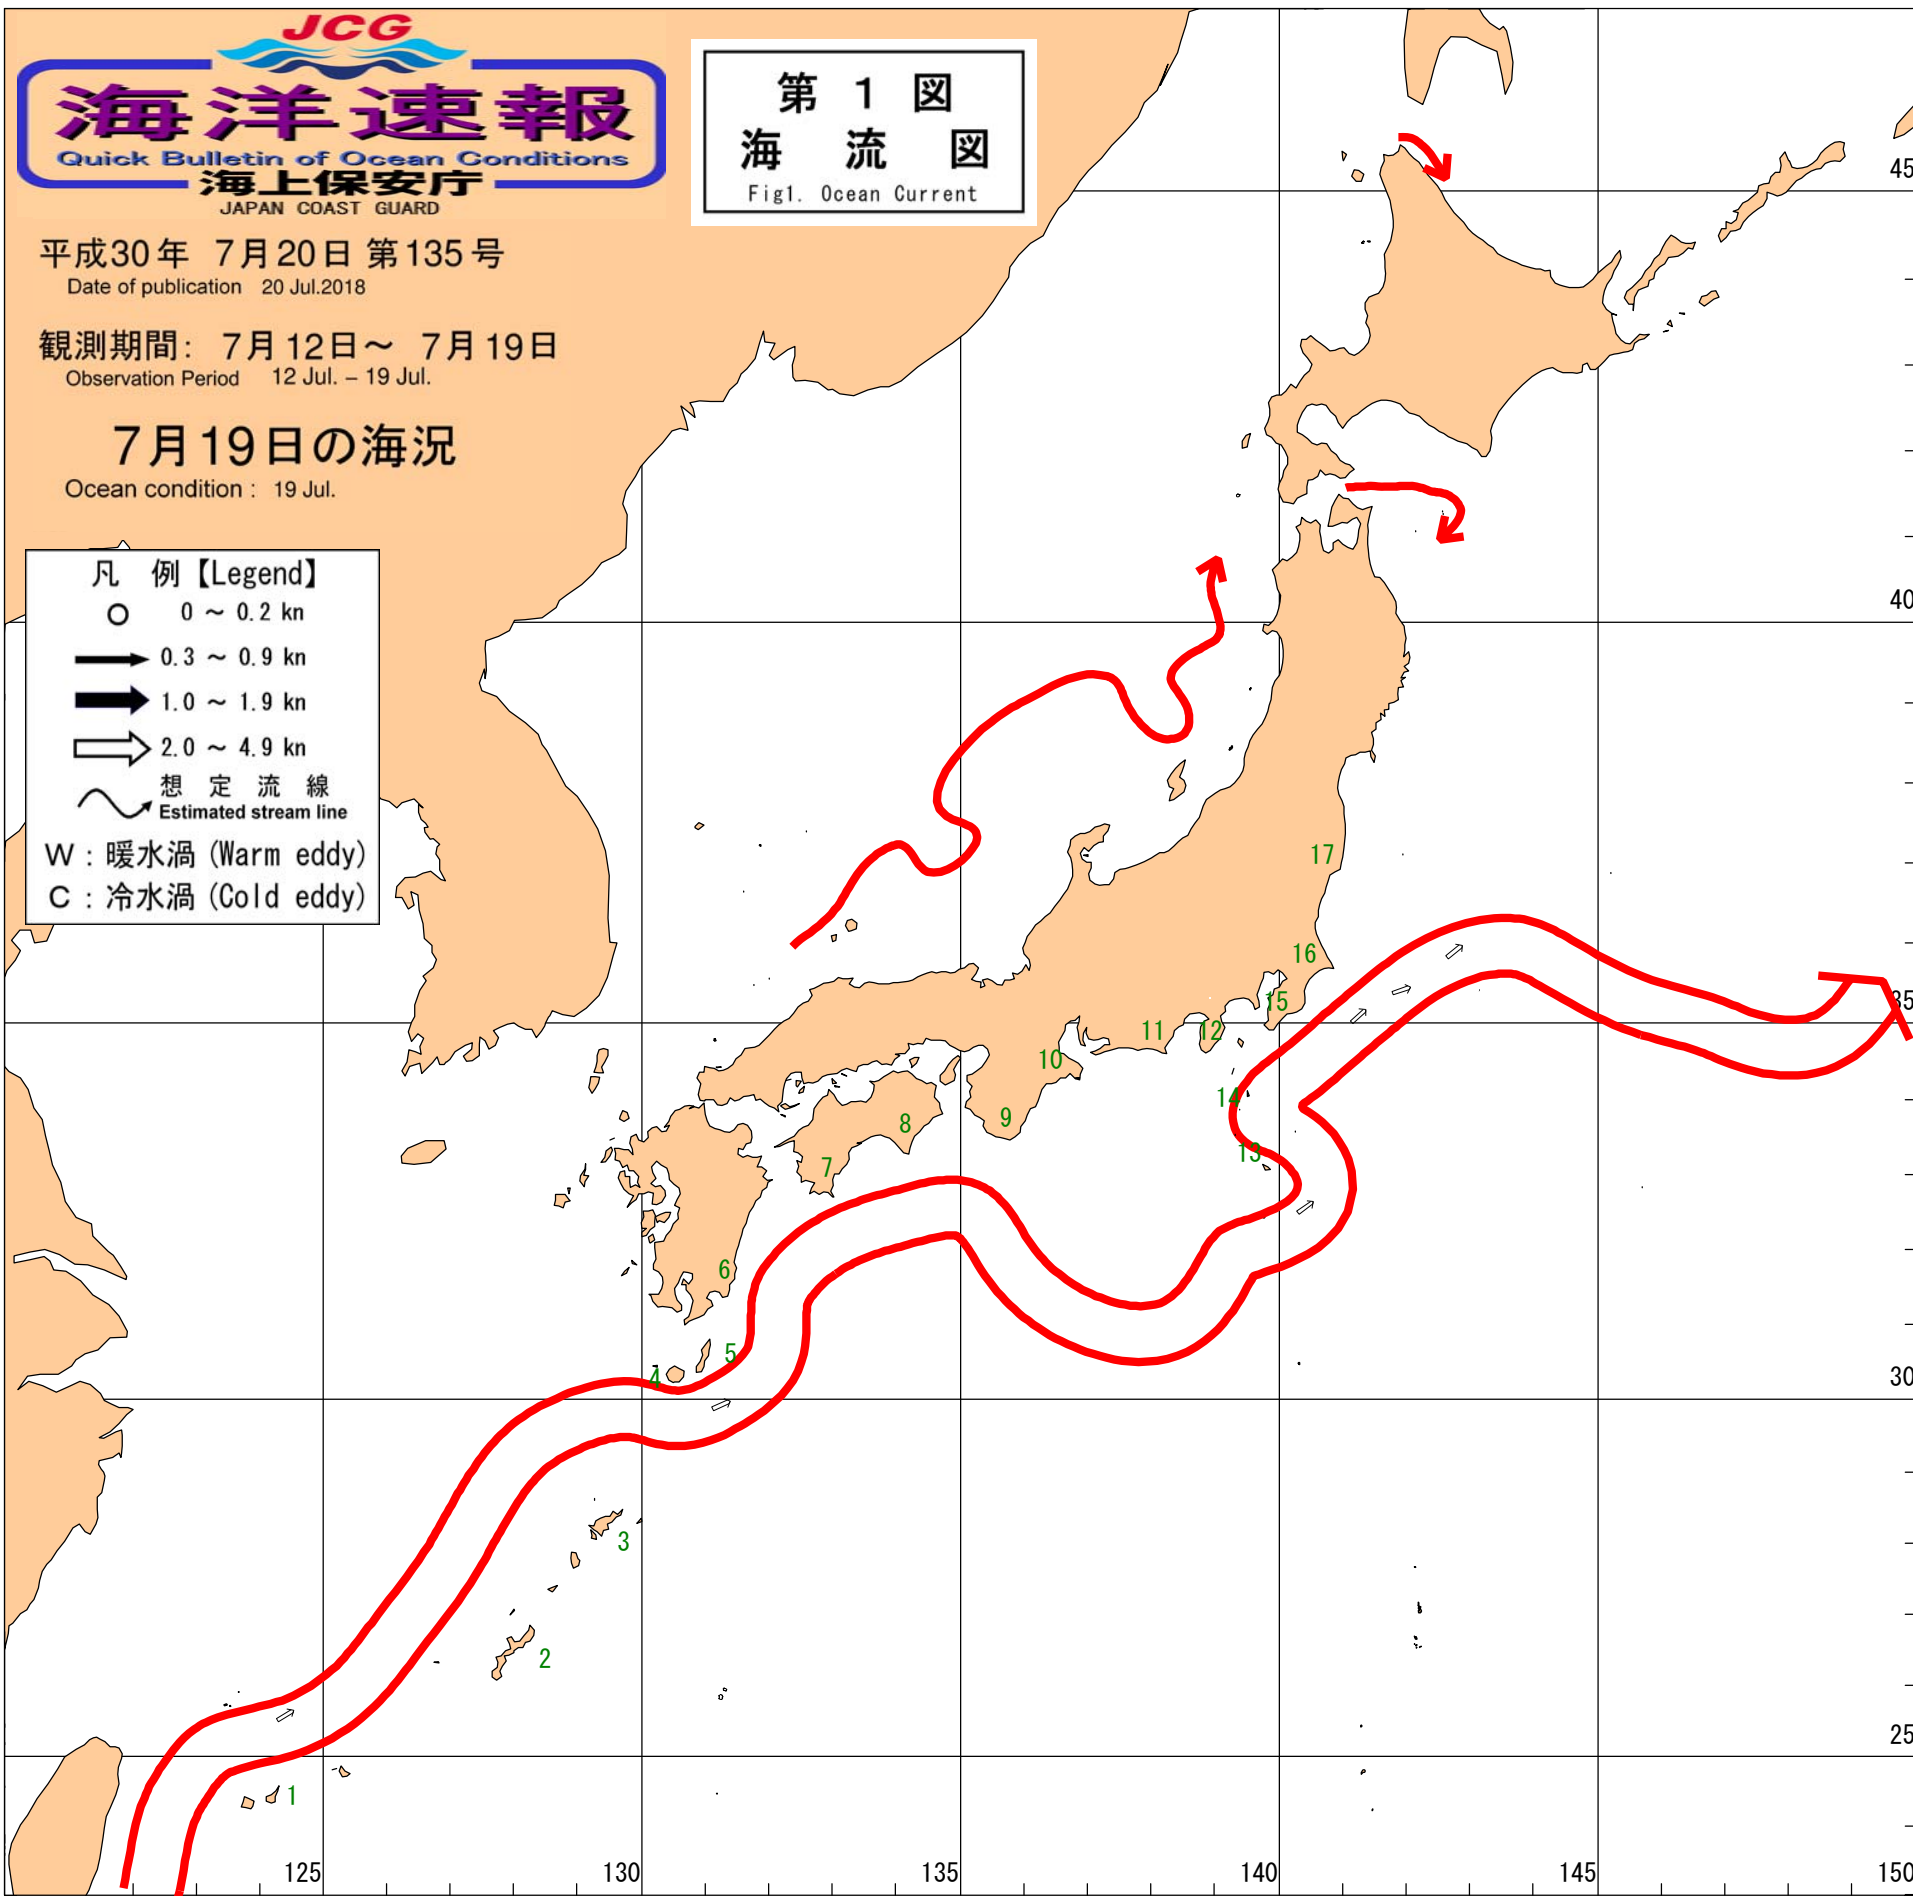 JCG
海洋速報
Quick Bulletin of Ocean Conditions
海上保安庁
JAPAN COAST GUARD
第 1 図
海 流 図
Fig1. Ocean Current
平成30年 7月20日 第135号
Date of publication 20 Jul.2018
観測期間: 7月12日～ 7月19日
Observation Period 12 Jul. – 19 Jul.
7月19日の海況
Ocean condition : 19 Jul.
凡 例【Legend】
0 ～ 0.2 kn
0.3 ～ 0.9 kn
1.0 ～ 1.9 kn
2.0 ～ 4.9 kn
想 定 流 線
Estimated stream line
W : 暖水渦 (Warm eddy)
C : 冷水渦 (Cold eddy)
45
40
35
30
25
17
16
15
12
11
10
14
9
8
13
7
6
5
4
3
2
1
125
130
135
140
145
150